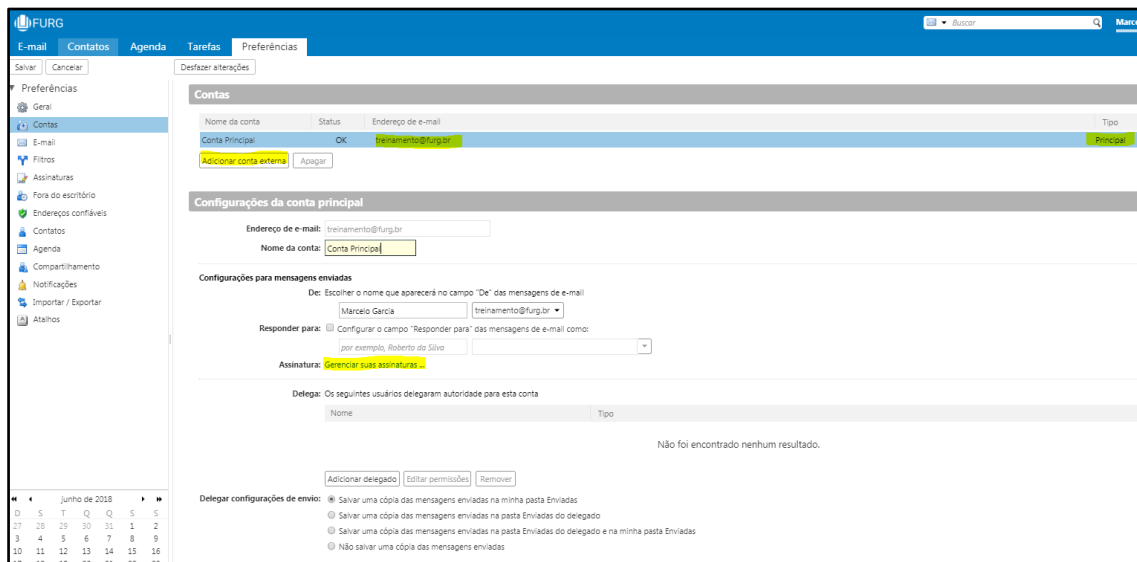 FURG
Buscar
Marce
E-mail Contatos Agenda Tarefas Preferências
Salvar Cancelar Desfazer alterações
Preferências
Geral
Contas
E-mail
Filtros
Assinaturas
Fora do escritório
Endereços confiáveis
Contatos
Agenda
Compartilhamento
Notificações
Importar / Exportar
Atalhos
Contas
Nome da conta Status Endereço de e-mail Tipo
Conta Principal OK treinamento@furg.br Principal
Adicionar conta externa Apagar
Configurações da conta principal
Endereço de e-mail: treinamento@furg.br
Nome da conta: Conta Principal
Configurações para mensagens enviadas
De: Escolher o nome que aparecerá no campo "De" das mensagens de e-mail
Marcelo Garcia treinamento@furg.br
Responder para: Configurar o campo "Responder para" das mensagens de e-mail como:
por exemplo, Roberto da Silva
Assinatura: Gerenciar suas assinaturas ...
Delega: Os seguintes usuários delegaram autoridade para esta conta
Nome Tipo
Não foi encontrado nenhum resultado.
Adicionar delegado Editar permissões Remover
Delegar configurações de envio: Salvar uma cópia das mensagens enviadas na minha pasta Enviadas
Salvar uma cópia das mensagens enviadas na pasta Enviadas do delegado
Salvar uma cópia das mensagens enviadas na pasta Enviadas do delegado e na minha pasta Enviadas
Não salvar uma cópia das mensagens enviadas
junho de 2018
D S T Q Q S S
27 28 29 30 31 1 2
3 4 5 6 7 8 9
10 11 12 13 14 15 16